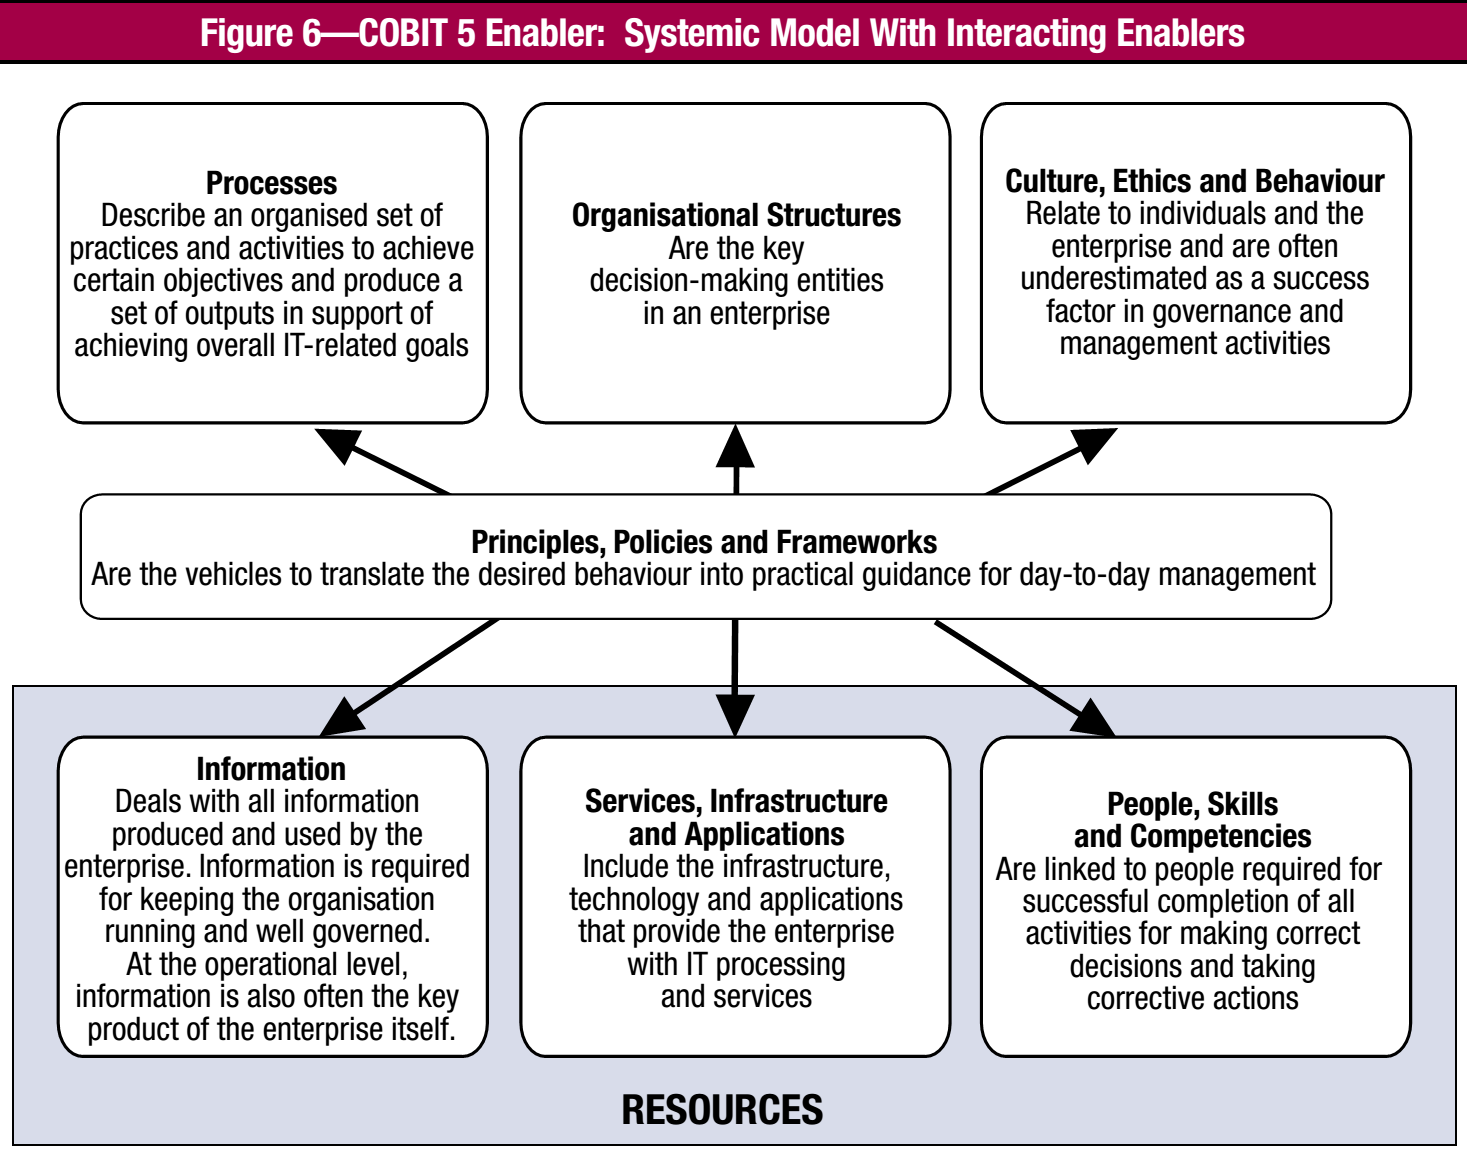 Figure 6—COBIT 5 Enabler: Systemic Model With Interacting Enablers
Processes
Describe an organised set of
practices and activities to achieve
certain objectives and produce a
set of outputs in support of
achieving overall IT-related goals
Organisational Structures
Are the key
decision-making entities
in an enterprise
Culture, Ethics and Behaviour
Relate to individuals and the
enterprise and are often
underestimated as a success
factor in governance and
management activities
Principles, Policies and Frameworks
Are the vehicles to translate the desired behaviour into practical guidance for day-to-day management
Information
Deals with all information
produced and used by the
enterprise. Information is required
for keeping the organisation
running and well governed.
At the operational level,
information is also often the key
product of the enterprise itself.
Services, Infrastructure
and Applications
Include the infrastructure,
technology and applications
that provide the enterprise
with IT processing
and services
People, Skills
and Competencies
Are linked to people required for
successful completion of all
activities for making correct
decisions and taking
corrective actions
RESOURCES